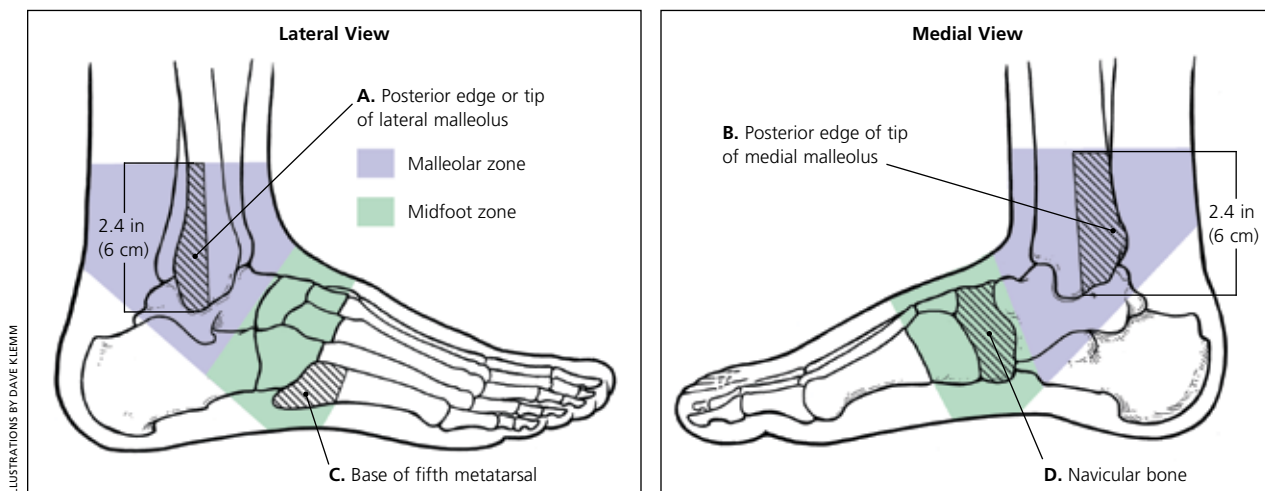 Lateral View
A. Posterior edge or tip
of lateral malleolus
Malleolar zone
Midfoot zone
2.4 in
(6 cm)
C. Base of fifth metatarsal
Medial View
B. Posterior edge of tip
of medial malleolus
2.4 in
(6 cm)
D. Navicular bone
ILLUSTRATIONS BY DAVE KLEMM